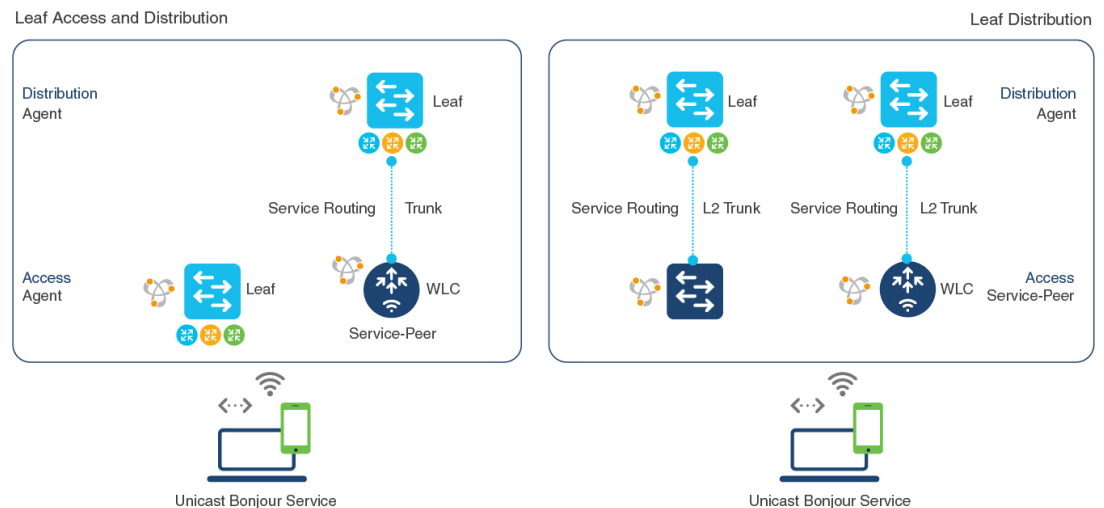 Leaf Access and Distribution
Leaf Distribution
Distribution
Agent
Leaf
Service Routing
Trunk
Access
Agent
Leaf
WLC
Service-Peer
Leaf
Leaf
Distribution
Agent
Service Routing
L2 Trunk
Service Routing
L2 Trunk
WLC
Access
Service-Peer
Unicast Bonjour Service
Unicast Bonjour Service